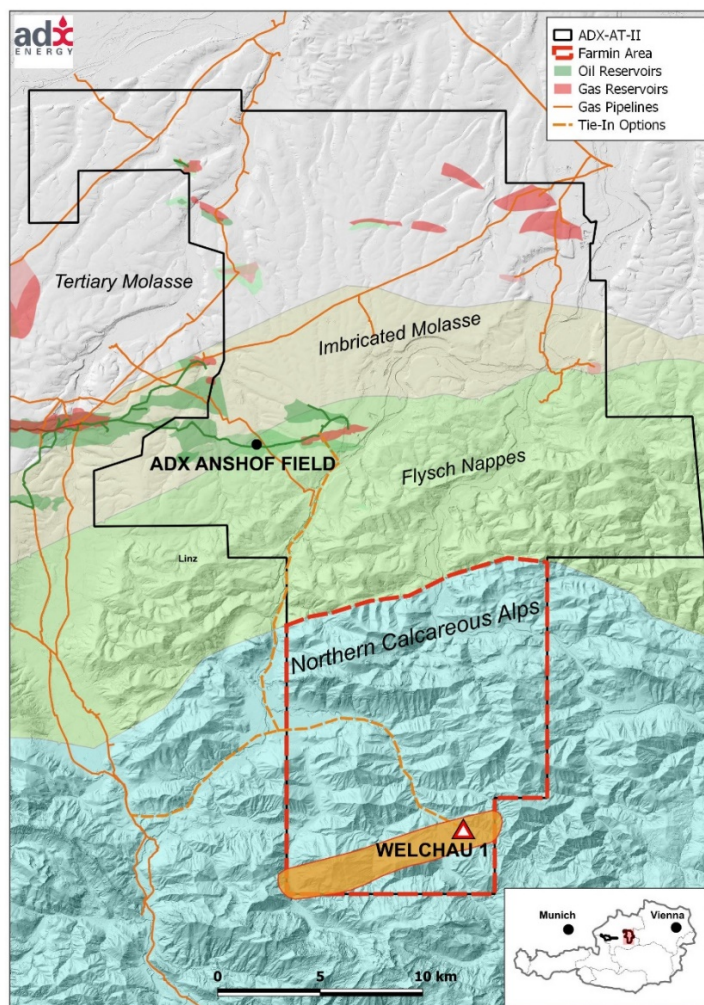 adx
ENERGY
ADX-AT-II
Farmin Area
Oil Reservoirs
Gas Reservoirs
Gas Pipelines
Tie-In Options
Tertiary Molasse
Imbricated Molasse
ADX ANSHOF FIELD
Flysch Nappes
Linz
Northern Calcareous Alps
WELCHAU 1
Munich
Vienna
0 5 10 km